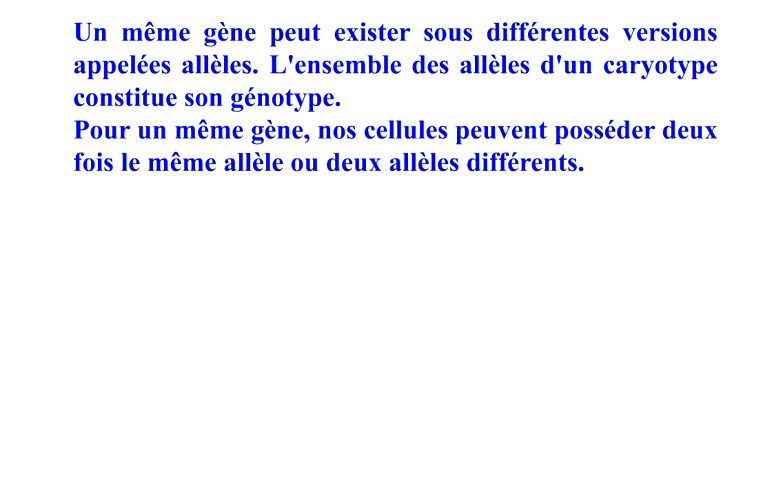 Un même gène peut exister sous différentes versions
appelées allèles. L'ensemble des allèles d'un caryotype
constitue son génotype.
Pour un même gène, nos cellules peuvent posséder deux
fois le même allèle ou deux allèles différents.